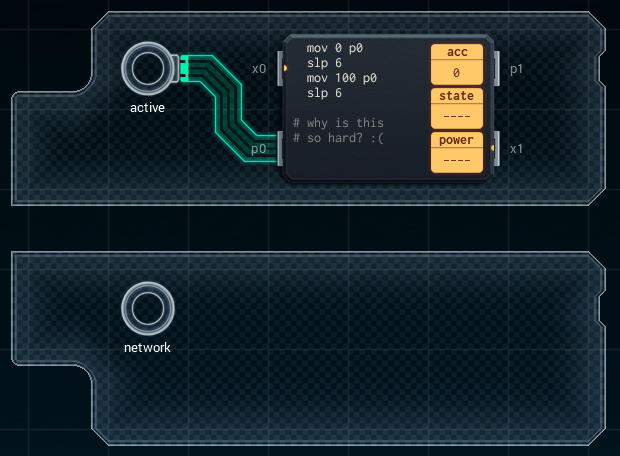 mov 0 p0
slp 6
mov 100 p0
slp 6
# why is this
# so hard? :(
acc
0
state
----
power
----
x0
p0
p1
x1
active
network